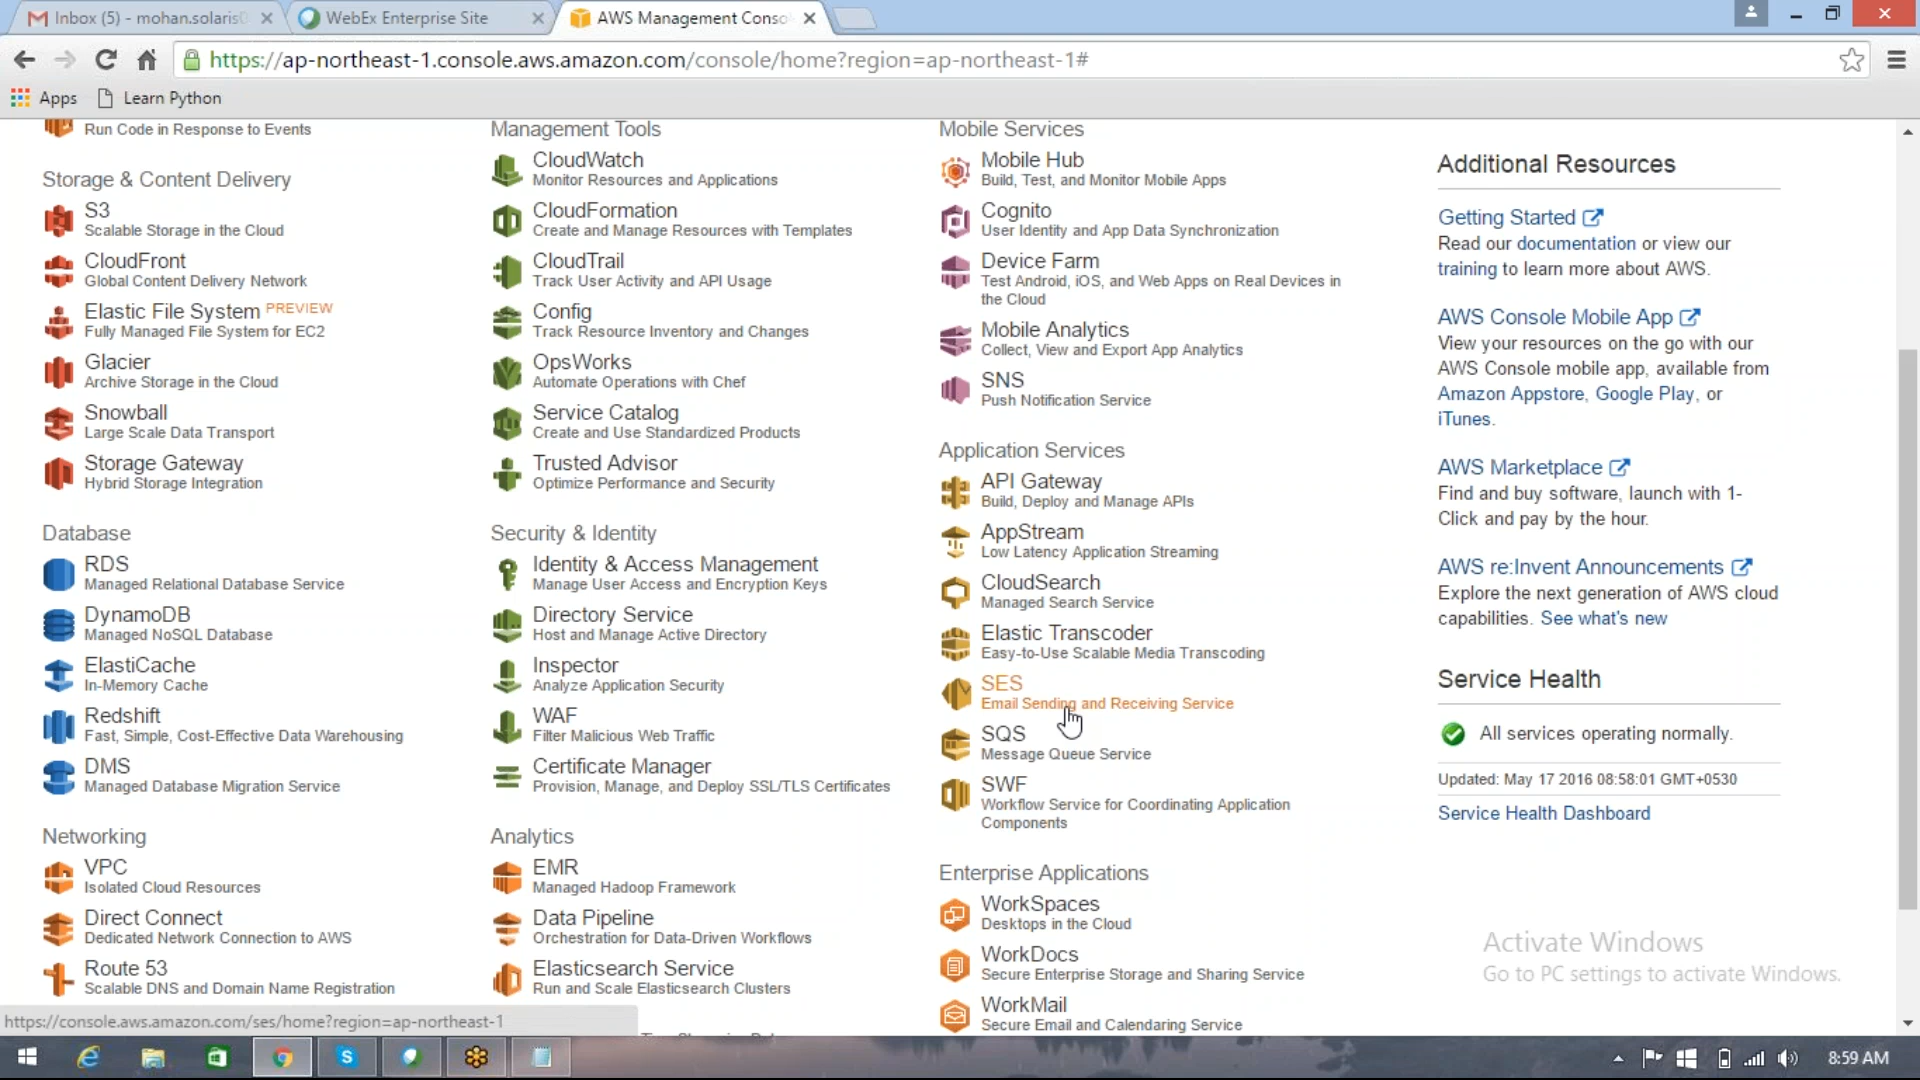 Inbox (5) - mohan.solaris
WebEx Enterprise Site
AWS Management Conso
https://ap-northeast-1.console.aws.amazon.com/console/home?region=ap-northeast-1#
Apps
Learn Python
Run Code in Response to Events
Storage & Content Delivery
S3
Scalable Storage in the Cloud
CloudFront
Global Content Delivery Network
Elastic File System PREVIEW
Fully Managed File System for EC2
Glacier
Archive Storage in the Cloud
Snowball
Large Scale Data Transport
Storage Gateway
Hybrid Storage Integration
Database
RDS
Managed Relational Database Service
DynamoDB
Managed NoSQL Database
ElastiCache
In-Memory Cache
Redshift
Fast, Simple, Cost-Effective Data Warehousing
DMS
Managed Database Migration Service
Networking
VPC
Isolated Cloud Resources
Direct Connect
Dedicated Network Connection to AWS
Route 53
Scalable DNS and Domain Name Registration
Management Tools
CloudWatch
Monitor Resources and Applications
CloudFormation
Create and Manage Resources with Templates
CloudTrail
Track User Activity and API Usage
Config
Track Resource Inventory and Changes
OpsWorks
Automate Operations with Chef
Service Catalog
Create and Use Standardized Products
Trusted Advisor
Optimize Performance and Security
Security & Identity
Identity & Access Management
Manage User Access and Encryption Keys
Directory Service
Host and Manage Active Directory
Inspector
Analyze Application Security
WAF
Filter Malicious Web Traffic
Certificate Manager
Provision, Manage, and Deploy SSL/TLS Certificates
Analytics
EMR
Managed Hadoop Framework
Data Pipeline
Orchestration for Data-Driven Workflows
Elasticsearch Service
Run and Scale Elasticsearch Clusters
Mobile Services
Mobile Hub
Build, Test, and Monitor Mobile Apps
Cognito
User Identity and App Data Synchronization
Device Farm
Test Android, iOS, and Web Apps on Real Devices in
the Cloud
Mobile Analytics
Collect, View and Export App Analytics
SNS
Push Notification Service
Application Services
API Gateway
Build, Deploy and Manage APIs
AppStream
Low Latency Application Streaming
CloudSearch
Managed Search Service
Elastic Transcoder
Easy-to-Use Scalable Media Transcoding
SES
Email Sending and Receiving Service
SQS
Message Queue Service
SWF
Workflow Service for Coordinating Application
Components
Enterprise Applications
WorkSpaces
Desktops in the Cloud
WorkDocs
Secure Enterprise Storage and Sharing Service
WorkMail
Secure Email and Calendaring Service
Additional Resources
Getting Started
Read our documentation or view our
training to learn more about AWS.
AWS Console Mobile App
View your resources on the go with our
AWS Console mobile app, available from
Amazon Appstore, Google Play, or
iTunes.
AWS Marketplace
Find and buy software, launch with 1-
Click and pay by the hour.
AWS re:Invent Announcements
Explore the next generation of AWS cloud
capabilities. See what's new
Service Health
All services operating normally.
Updated: May 17 2016 08:58:01 GMT+0530
Service Health Dashboard
Activate Windows
Go to PC settings to activate Windows.
https://console.aws.amazon.com/ses/home?region=ap-northeast-1
8:59 AM